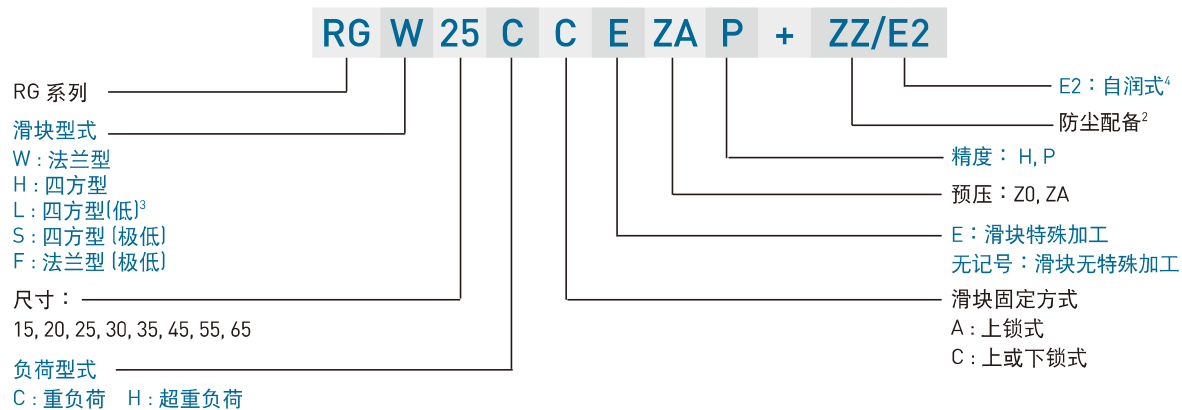 RG W 25 C C E ZA P + ZZ/E2
RG 系列
滑块型式
W : 法兰型
H : 四方型
L : 四方型(低)3
S : 四方型 (极低)
F : 法兰型 (极低)
尺寸：
15, 20, 25, 30, 35, 45, 55, 65
负荷型式
C : 重负荷 H : 超重负荷
E2：自润式4
防尘配备2
精度： H, P
预压：Z0, ZA
E：滑块特殊加工
无记号：滑块无特殊加工
滑块固定方式
A : 上锁式
C : 上或下锁式